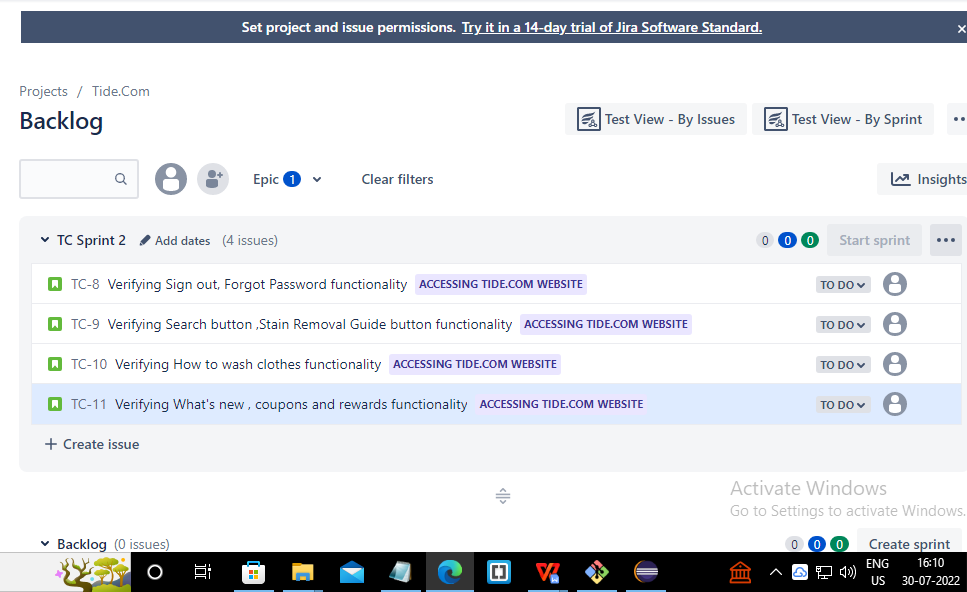 Set project and issue permissions. Try it in a 14-day trial of Jira Software Standard.
Projects / Tide.Com
Backlog
Test View - By Issues
Test View - By Sprint
Epic 1
Clear filters
Insights
TC Sprint 2 Add dates (4 issues)
0 0 0 Start sprint
TC-8 Verifying Sign out, Forgot Password functionality ACCESSING TIDE.COM WEBSITE TO DO
TC-9 Verifying Search button ,Stain Removal Guide button functionality ACCESSING TIDE.COM WEBSITE TO DO
TC-10 Verifying How to wash clothes functionality ACCESSING TIDE.COM WEBSITE TO DO
TC-11 Verifying What's new , coupons and rewards functionality ACCESSING TIDE.COM WEBSITE TO DO
+ Create issue
Activate Windows
Go to Settings to activate Windows.
Backlog (0 issues) 0 0 0 Create sprint
ENG 16:10
US 30-07-2022